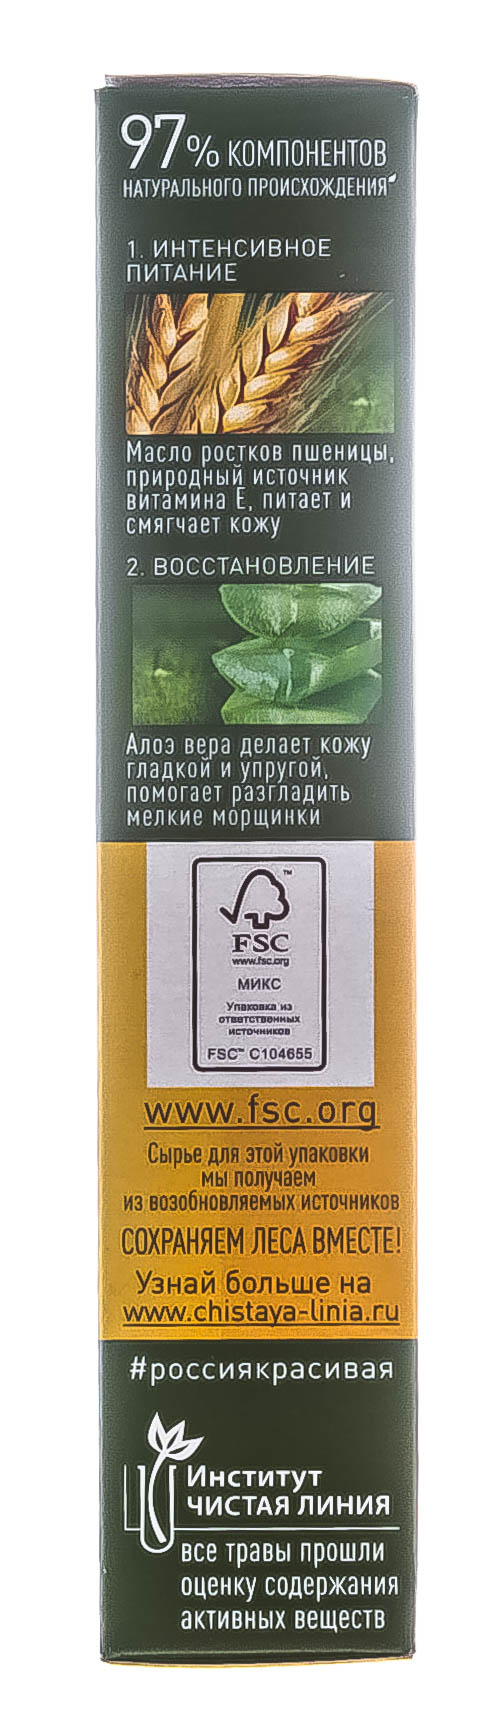 97% КОМПОНЕНТОВ
НАТУРАЛЬНОГО ПРОИСХОЖДЕНИЯ
1. ИНТЕНСИВНОЕ
ПИТАНИЕ
Масло ростков пшеницы,
природный источник
витамина Е, питает и
смягчает кожу
2. ВОССТАНОВЛЕНИЕ
Алоэ вера делает кожу
гладкой и упругой,
помогает разгладить
мелкие морщинки
FSC™
www.fsc.org
МИКС
Упаковка из
ответственных
источников
FSC™ C104655
www.fsc.org
Сырье для этой упаковки
мы получаем
из возобновляемых источников
СОХРАНЯЕМ ЛЕСА ВМЕСТЕ!
Узнай больше на
www.chistaya-linia.ru
#россиякрасивая
Институт
ЧИСТАЯ ЛИНИЯ
все травы прошли
оценку содержания
активных веществ